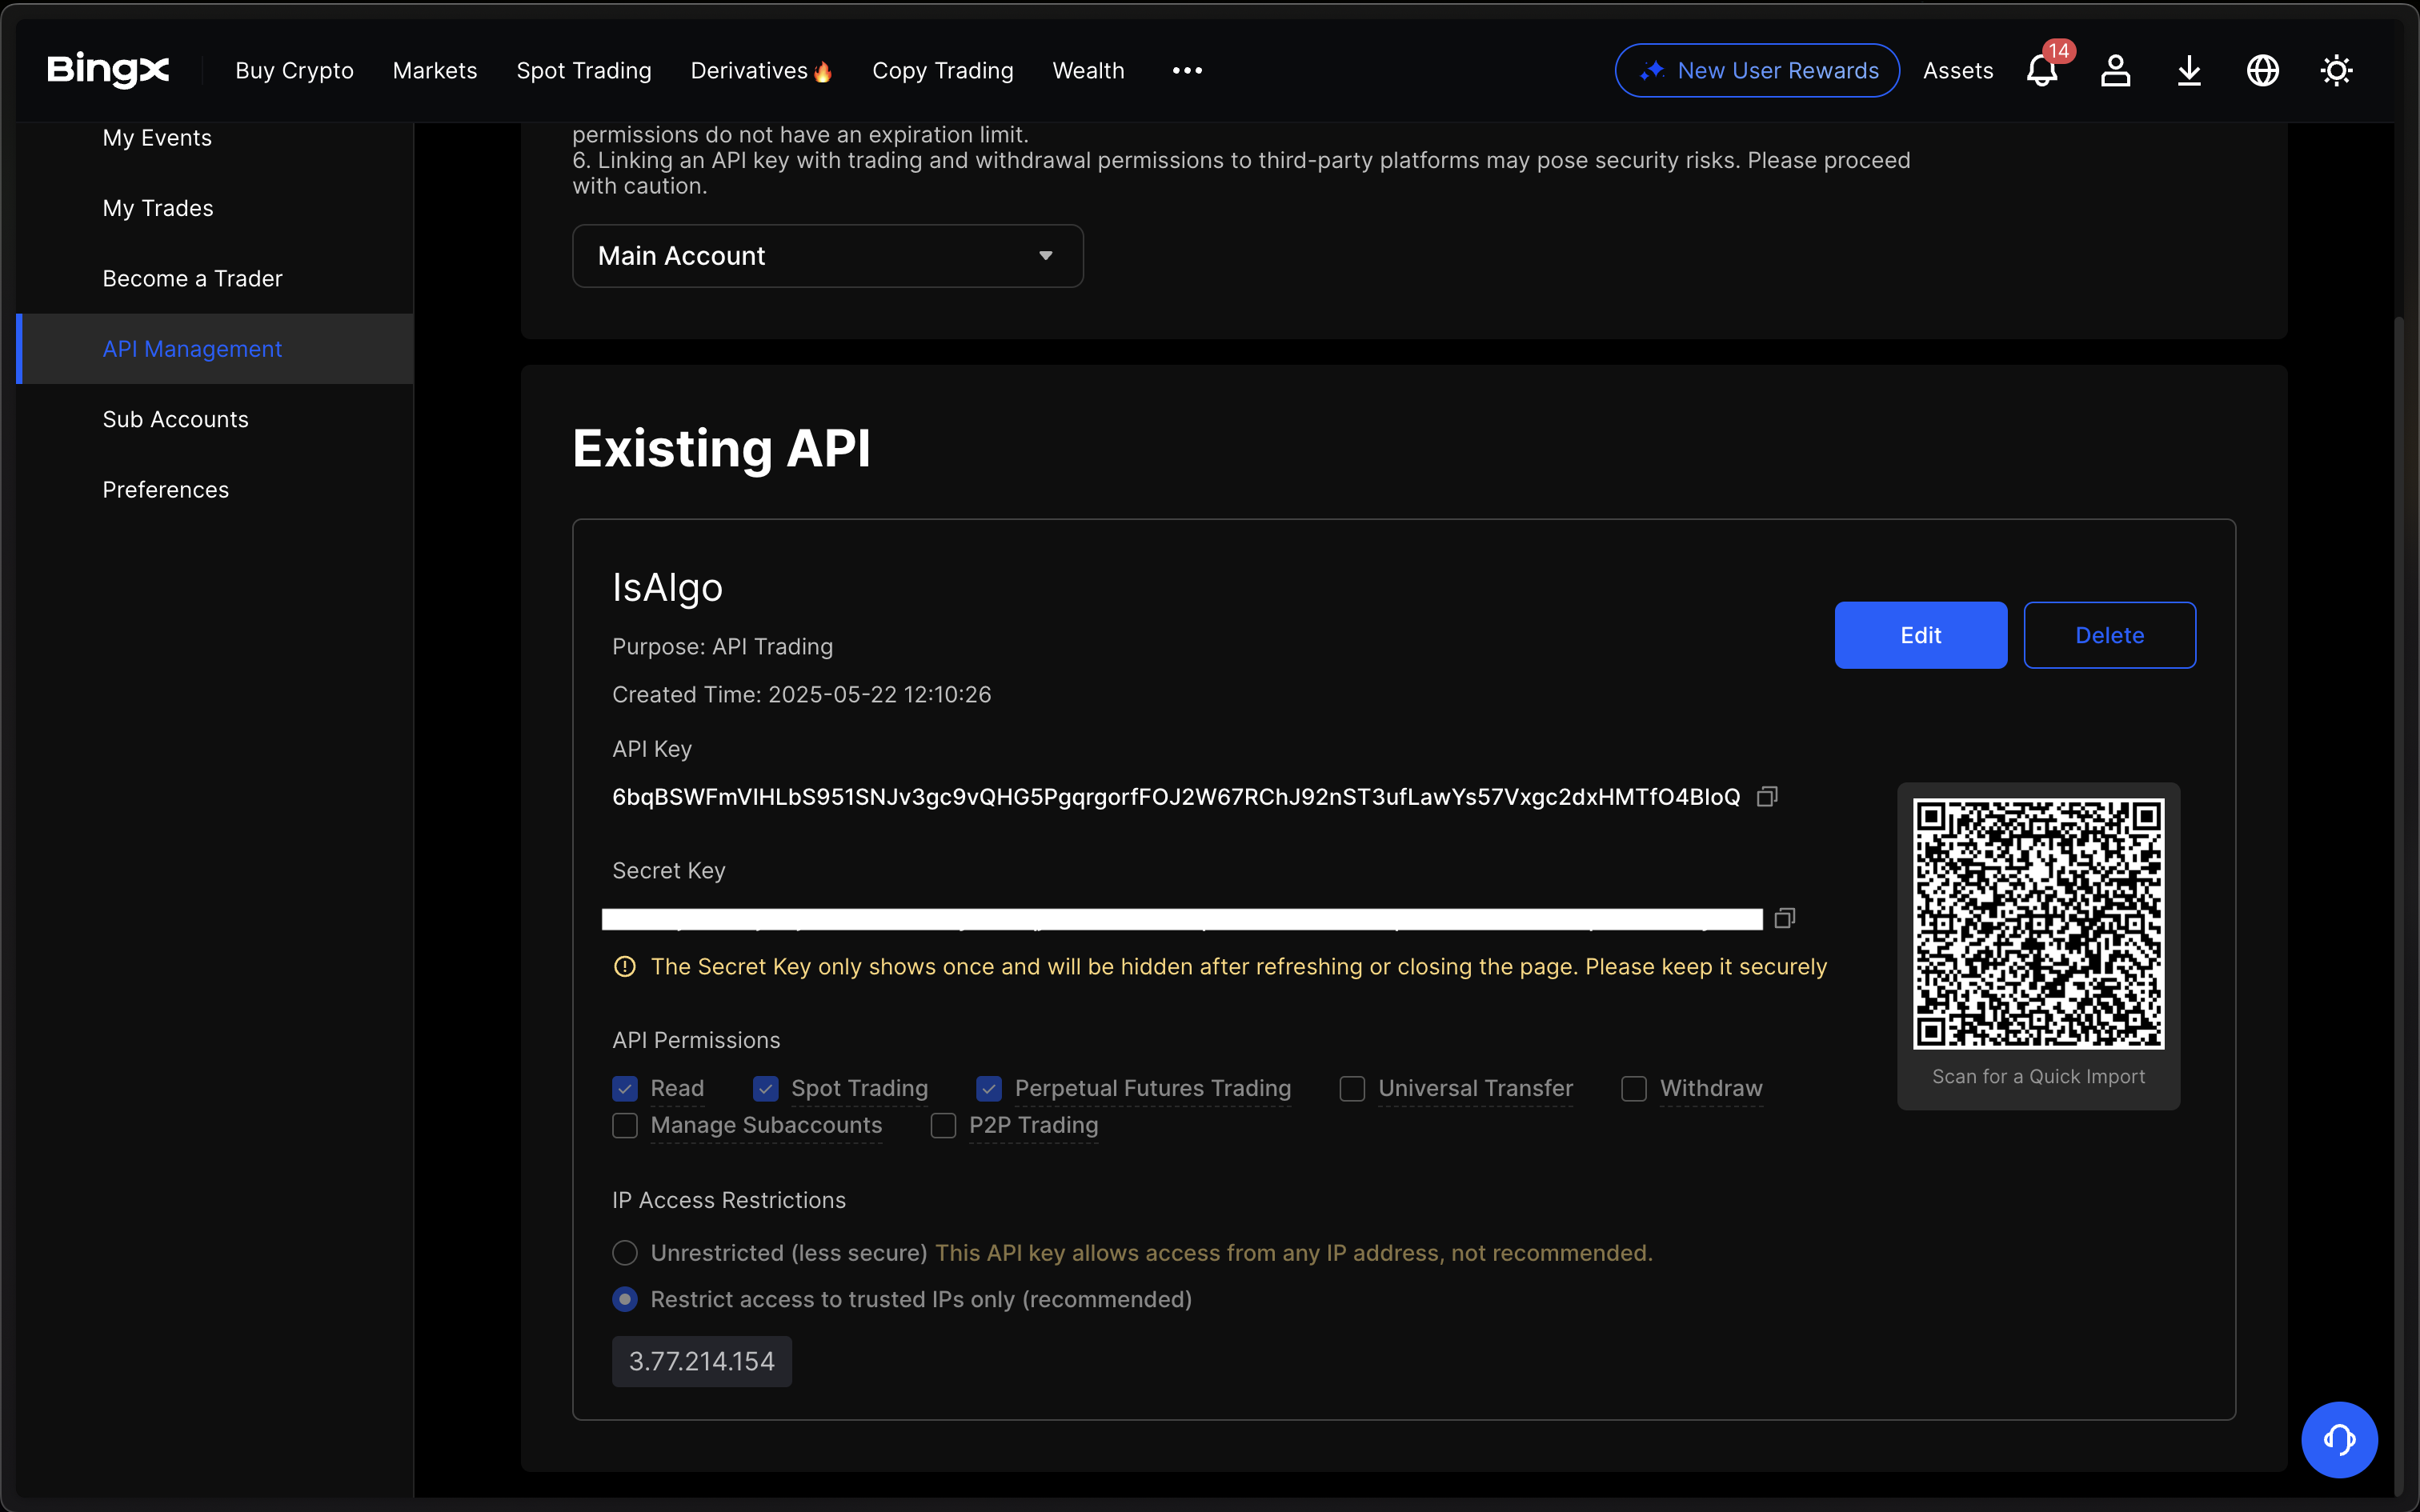 BingX
Buy Crypto
Markets
Spot Trading
Derivatives🔥
Copy Trading
Wealth
New User Rewards
Assets
14
My Events
My Trades
Become a Trader
API Management
Sub Accounts
Preferences
permissions do not have an expiration limit.
6. Linking an API key with trading and withdrawal permissions to third-party platforms may pose security risks. Please proceed
with caution.
Main Account
Existing API
IsAlgo
Purpose: API Trading
Created Time: 2025-05-22 12:10:26
Edit
Delete
API Key
6bqBSWFmVIHLbS951SNJv3gc9vQHG5PgqrgorfFOJ2W67RChJ92nST3ufLawYs57Vxgc2dxHMTfO4BIoQ
Secret Key
The Secret Key only shows once and will be hidden after refreshing or closing the page. Please keep it securely
Scan for a Quick Import
API Permissions
Read
Spot Trading
Perpetual Futures Trading
Universal Transfer
Withdraw
Manage Subaccounts
P2P Trading
IP Access Restrictions
Unrestricted (less secure) This API key allows access from any IP address, not recommended.
Restrict access to trusted IPs only (recommended)
3.77.214.154